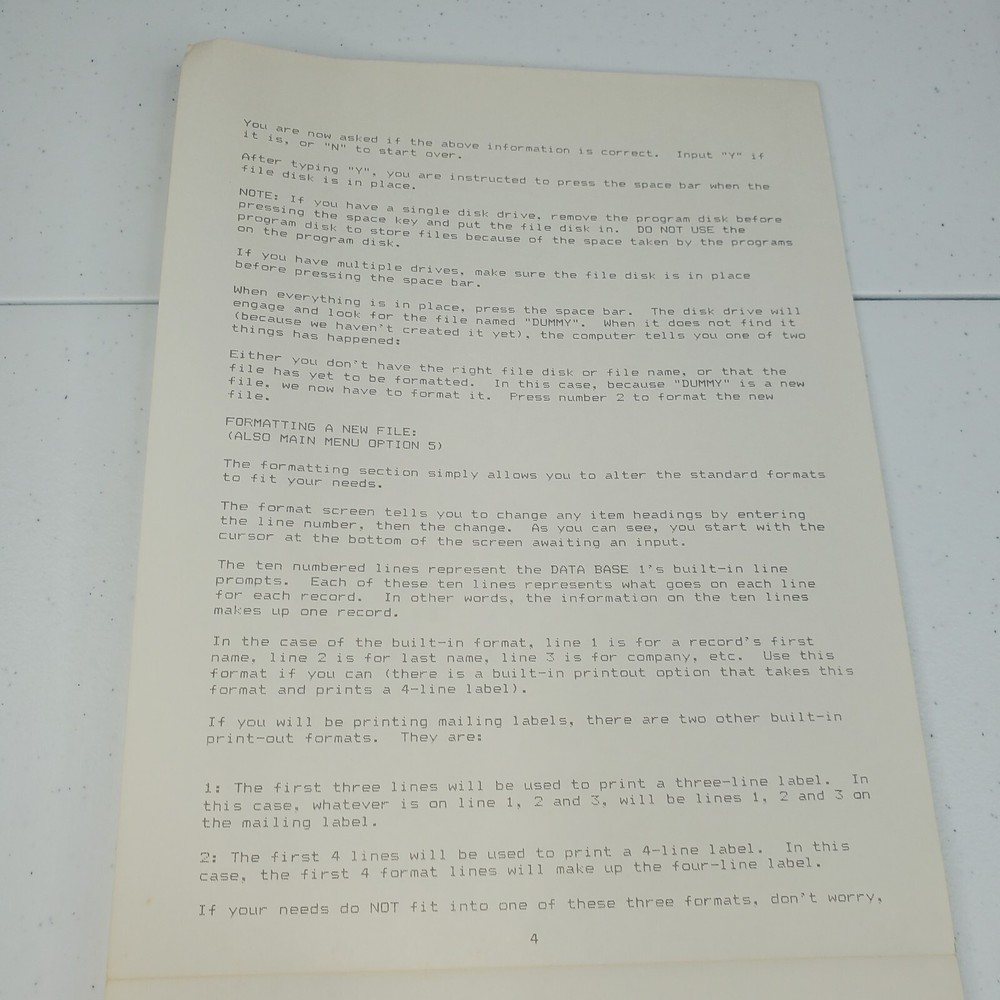 You are now asked if the above information is correct.  Input "Y" if
it is, or "N" to start over.
After typing "Y", you are instructed to press the space bar when the
file disk is in place.
NOTE: If you have a single disk drive, remove the program disk before
pressing the space key and put the file disk in.  DO NOT USE the
program disk to store files because of the space taken by the programs
on the program disk.
If you have multiple drives, make sure the file disk is in place
before pressing the space bar.
When everything is in place, press the space bar.  The disk drive will
engage and look for the file named "DUMMY".  When it does not find it
(because we haven't created it yet), the computer tells you one of two
things has happened:
Either you don't have the right file disk or file name, or that the
file has yet to be formatted.  In this case, because "DUMMY" is a new
file, we now have to format it.  Press number 2 to format the new
file.
FORMATTING A NEW FILE:
(ALSO MAIN MENU OPTION 5)
The formatting section simply allows you to alter the standard formats
to fit your needs.
The format screen tells you to change any item headings by entering
the line number, then the change.  As you can see, you start with the
cursor at the bottom of the screen awaiting an input.
The ten numbered lines represent the DATA BASE 1's built-in line
prompts.  Each of these ten lines represents what goes on each line
for each record.  In other words, the information on the ten lines
makes up one record.
In the case of the built-in format, line 1 is for a record's first
name, line 2 is for last name, line 3 is for company, etc.  Use this
format if you can (there is a built-in printout option that takes this
format and prints a 4-line label).
If you will be printing mailing labels, there are two other built-in
print-out formats.  They are:
1: The first three lines will be used to print a three-line label.  In
this case, whatever is on line 1, 2 and 3, will be lines 1, 2 and 3 on
the mailing label.
2: The first 4 lines will be used to print a 4-line label.  In this
case, the first 4 format lines will make up the four-line label.
If your needs do NOT fit into one of these three formats, don't worry,
4